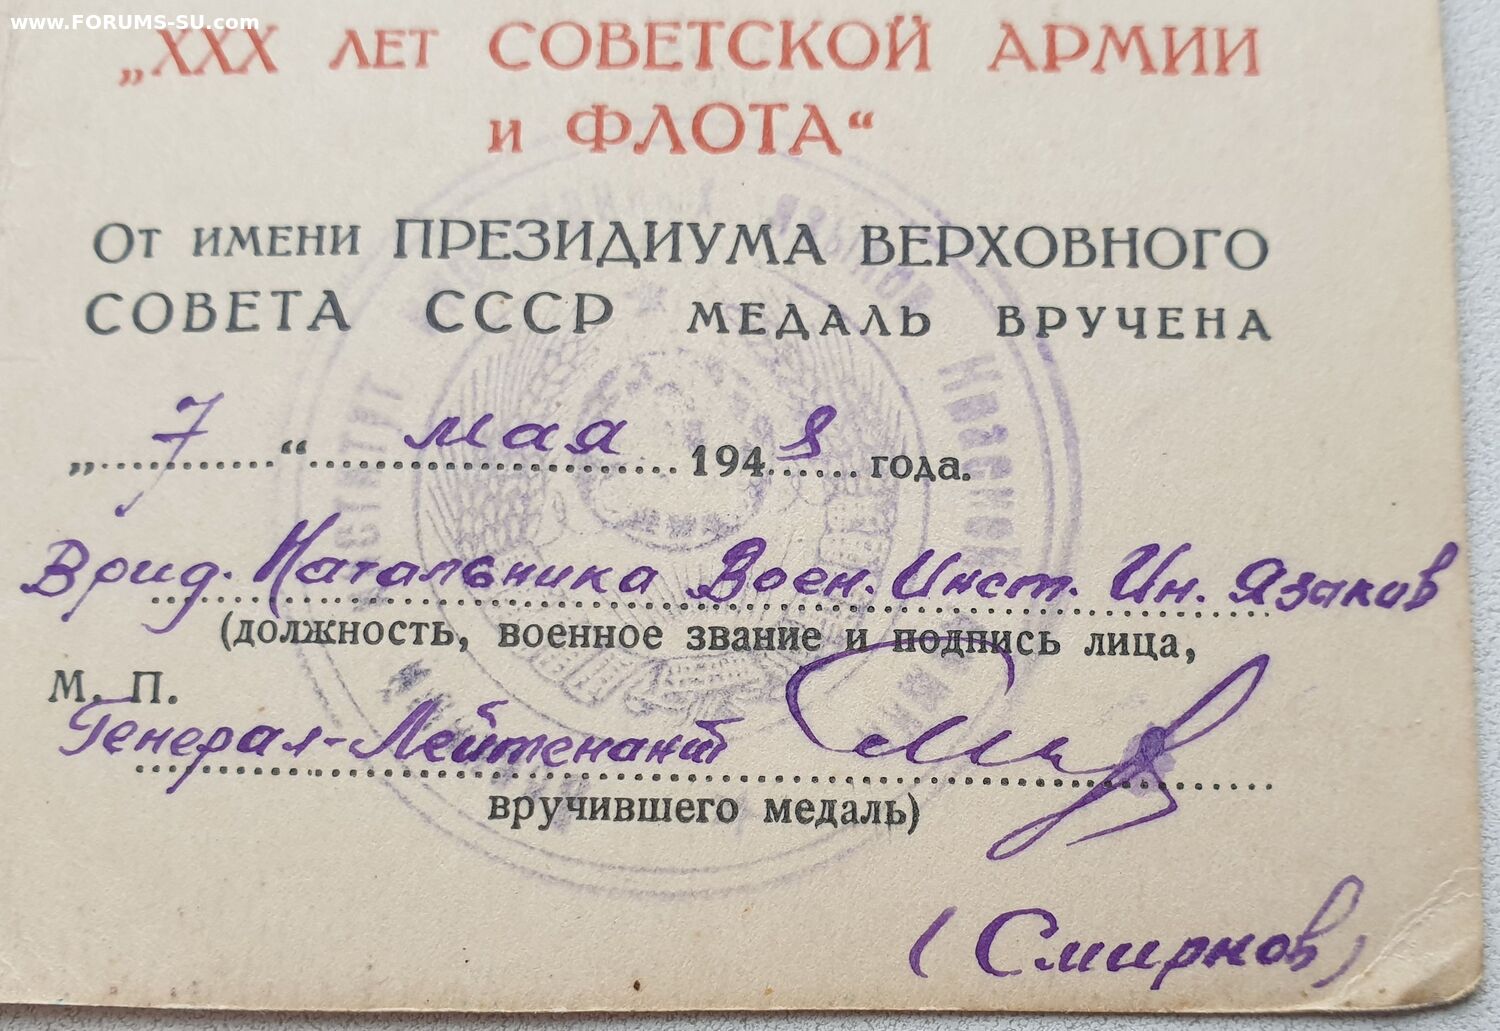 www.FORUMS-SU.com
„XXX ЛЕТ СОВЕТСКОЙ АРМИИ
И ФЛОТА“
ОТ ИМЕНИ ПРЕЗИДИУМА ВЕРХОВНОГО
СОВЕТА СССР МЕДАЛЬ ВРУЧЕНА
„7“ мая 1948 года.
Врид. Начальника Воен. Инст. Ин. Языков
(должность, военное звание и подпись лица,
М. П.
Генерал-Лейтенант
вручившего медаль)
(Смирнов)